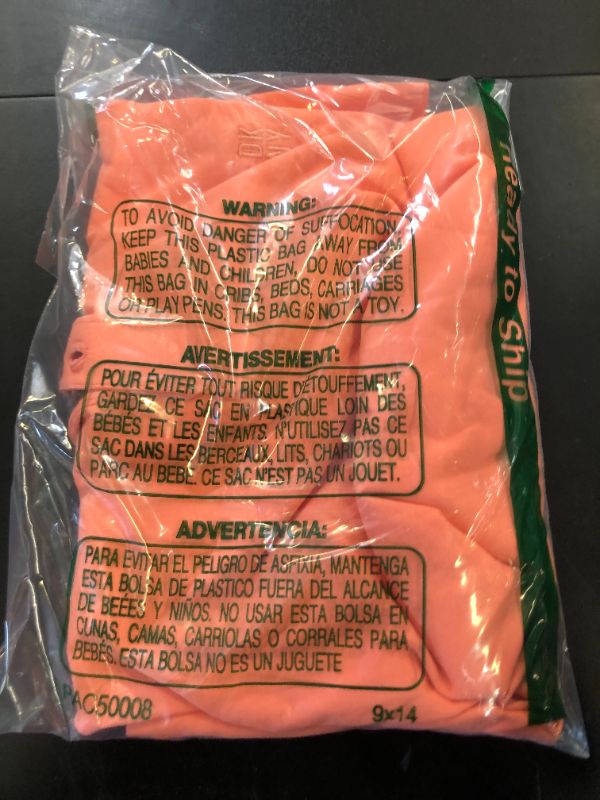 DK
NY
Ready to Ship
WARNING:
TO AVOID DANGER OF SUFFOCATION,
KEEP THIS PLASTIC BAG AWAY FROM
BABIES AND CHILDREN. DO NOT USE
THIS BAG IN CRIBS, BEDS, CARRIAGES
OR PLAY PENS. THIS BAG IS NOT A TOY.
AVERTISSEMENT:
POUR ÉVITER TOUT RISQUE D'ETOUFFEMENT,
GARDEZ CE SAC EN PLASTIQUE LOIN DES
BÉBÉS ET LES ENFANTS. N'UTILISEZ PAS CE
SAC DANS LES BERCEAUX, LITS, CHARIOTS OU
PARC AU BEBE. CE SAC N'EST PAS UN JOUET.
ADVERTENCIA:
PARA EVITAR EL PELIGRO DE ASFIXIA, MANTENGA
ESTA BOLSA DE PLASTICO FUERA DEL ALCANCE
DE BEBÉS Y NIÑOS. NO USAR ESTA BOLSA EN
CUNAS, CAMAS, CARRIOLAS O CORRALES PARA
BEBÉS. ESTA BOLSA NO ES UN JUGUETE
PAC50008
9x14